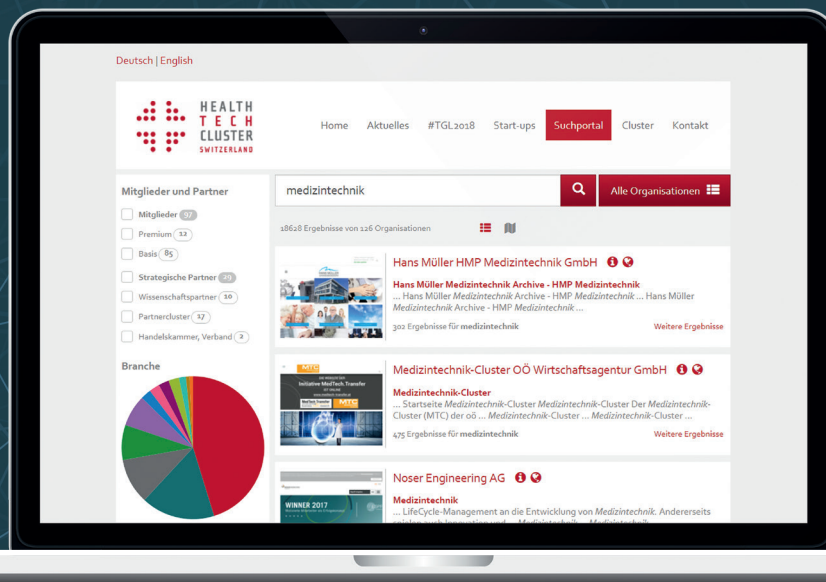 Deutsch | English
HEALTH
TECH
CLUSTER
SWITZERLAND
Home Aktuelles #TGL2018 Start-ups Suchportal Cluster Kontakt
Mitglieder und Partner
Mitglieder 97
Premium 12
Basis 85
Strategische Partner 29
Wissenschaftspartner 10
Partnercluster 17
Handelskammer, Verband 2
Branche
medizintechnik
Alle Organisationen
18628 Ergebnisse von 126 Organisationen
Hans Müller HMP Medizintechnik GmbH
Hans Müller Medizintechnik Archive - HMP Medizintechnik
... Hans Müller Medizintechnik Archive - HMP Medizintechnik ... Hans Müller
Medizintechnik Archive - HMP Medizintechnik ...
302 Ergebnisse für medizintechnik Weitere Ergebnisse
MTC
Initiative MedTech.Transfer
Medizintechnik-Cluster OÖ Wirtschaftsagentur GmbH
Medizintechnik-Cluster
... Startseite Medizintechnik-Cluster Medizintechnik-Cluster Der Medizintechnik-
Cluster (MTC) der oö ... Medizintechnik-Cluster ... Medizintechnik-Cluster ...
475 Ergebnisse für medizintechnik Weitere Ergebnisse
WINNER 2017
Noser Engineering AG
Medizintechnik
... LifeCycle-Management an die Entwicklung von Medizintechnik. Andererseits